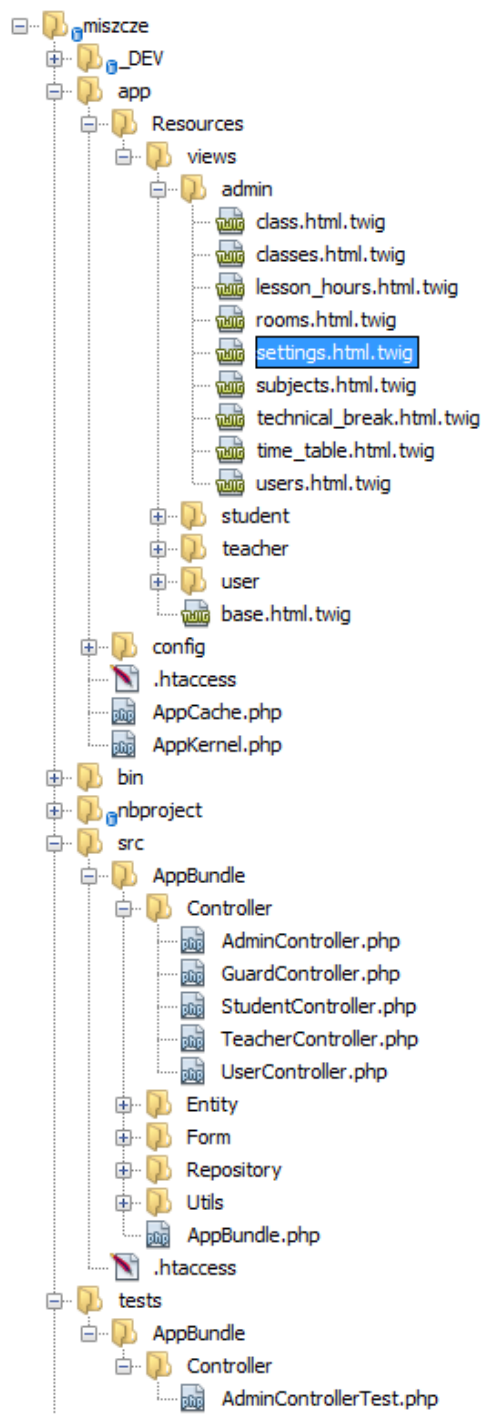 miszcze
_DEV
app
Resources
views
admin
class.html.twig
classes.html.twig
lesson_hours.html.twig
rooms.html.twig
settings.html.twig
subjects.html.twig
technical_break.html.twig
time_table.html.twig
users.html.twig
student
teacher
user
base.html.twig
config
.htaccess
AppCache.php
AppKernel.php
bin
nbproject
src
AppBundle
Controller
AdminController.php
GuardController.php
StudentController.php
TeacherController.php
UserController.php
Entity
Form
Repository
Utils
AppBundle.php
.htaccess
tests
AppBundle
Controller
AdminControllerTest.php